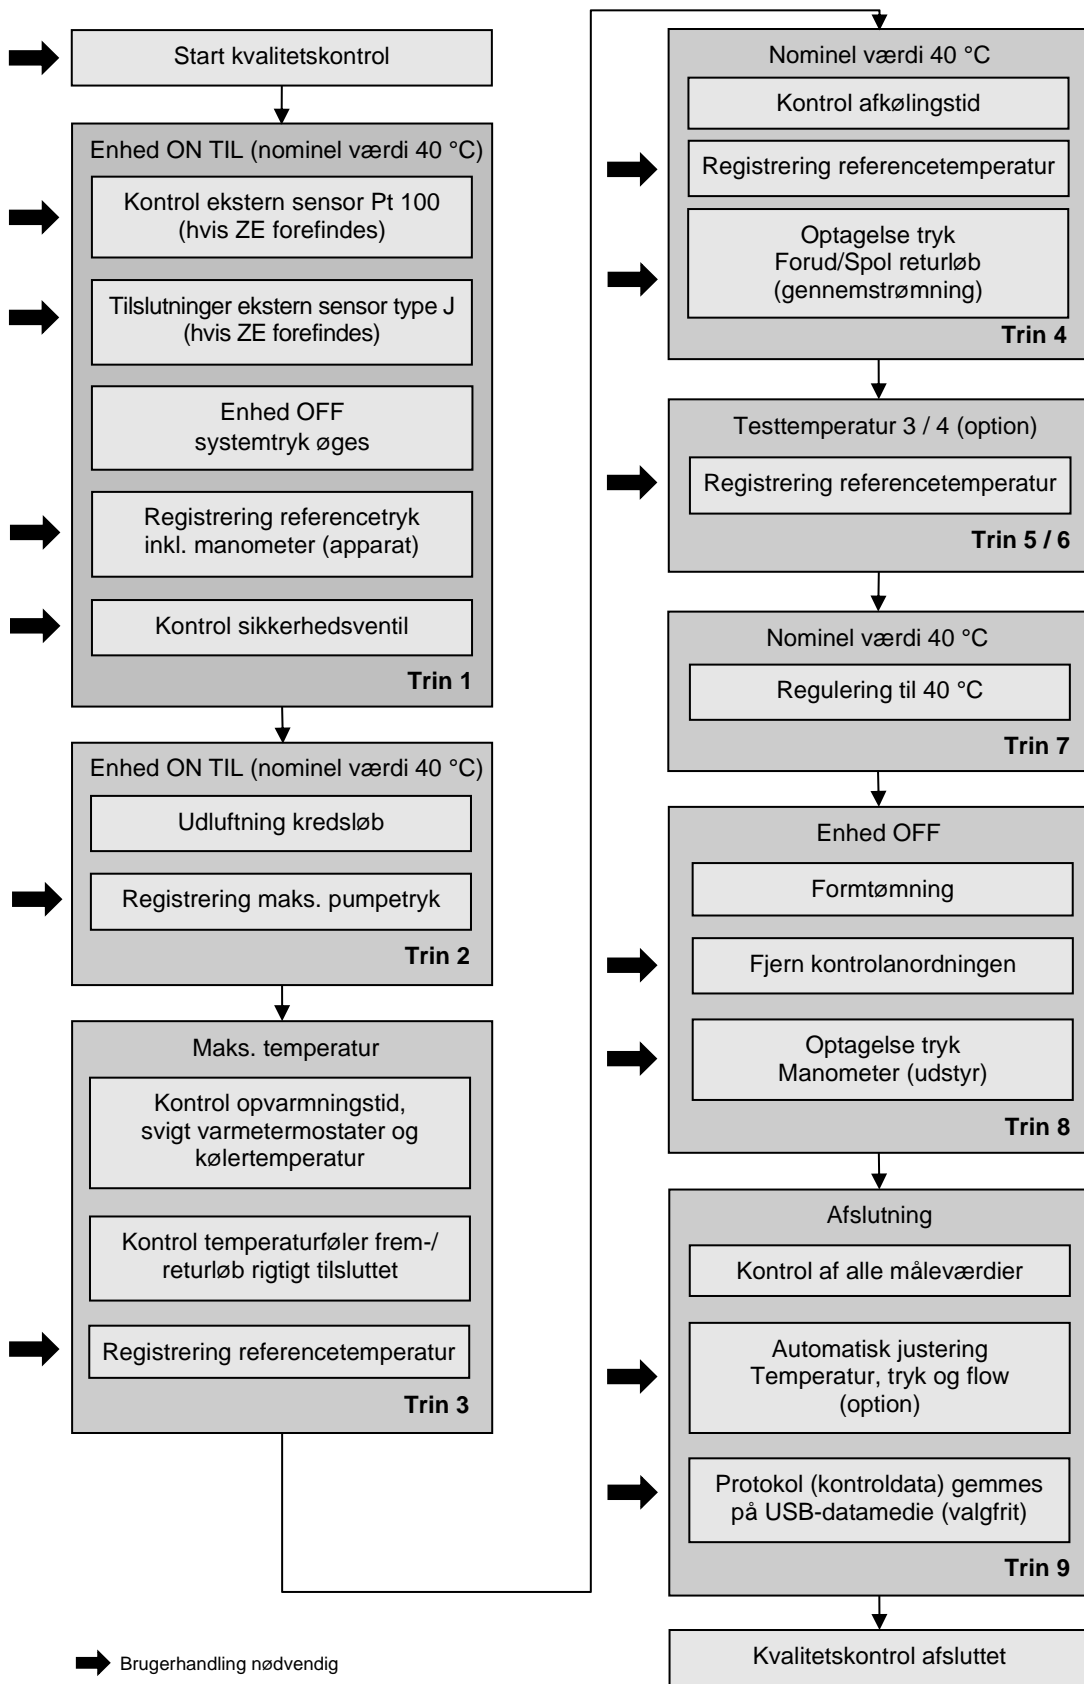 Start kvalitetskontrol
Enhed ON TIL (nominel værdi 40 °C)
Kontrol ekstern sensor Pt 100
(hvis ZE forefindes)
Tilslutninger ekstern sensor type J
(hvis ZE forefindes)
Enhed OFF
systemtryk øges
Registrering referencetryk
inkl. manometer (apparat)
Kontrol sikkerhedsventil
Trin 1
Enhed ON TIL (nominel værdi 40 °C)
Udluftning kredsløb
Registrering maks. pumpetryk
Trin 2
Maks. temperatur
Kontrol opvarmningstid,
svigt varmetermostater og
kølertemperatur
Kontrol temperaturføler frem-/
returløb rigtigt tilsluttet
Registrering referencetemperatur
Trin 3
Nominel værdi 40 °C
Kontrol afkølingstid
Registrering referencetemperatur
Optagelse tryk
Forud/Spol returløb
(gennemstrømning)
Trin 4
Testtemperatur 3 / 4 (option)
Registrering referencetemperatur
Trin 5 / 6
Nominel værdi 40 °C
Regulering til 40 °C
Trin 7
Enhed OFF
Formtømning
Fjern kontrolanordningen
Optagelse tryk
Manometer (udstyr)
Trin 8
Afslutning
Kontrol af alle måleværdier
Automatisk justering
Temperatur, tryk og flow
(option)
Protokol (kontroldata) gemmes
på USB-datamedie (valgfrit)
Trin 9
Kvalitetskontrol afsluttet
Brugerhandling nødvendig